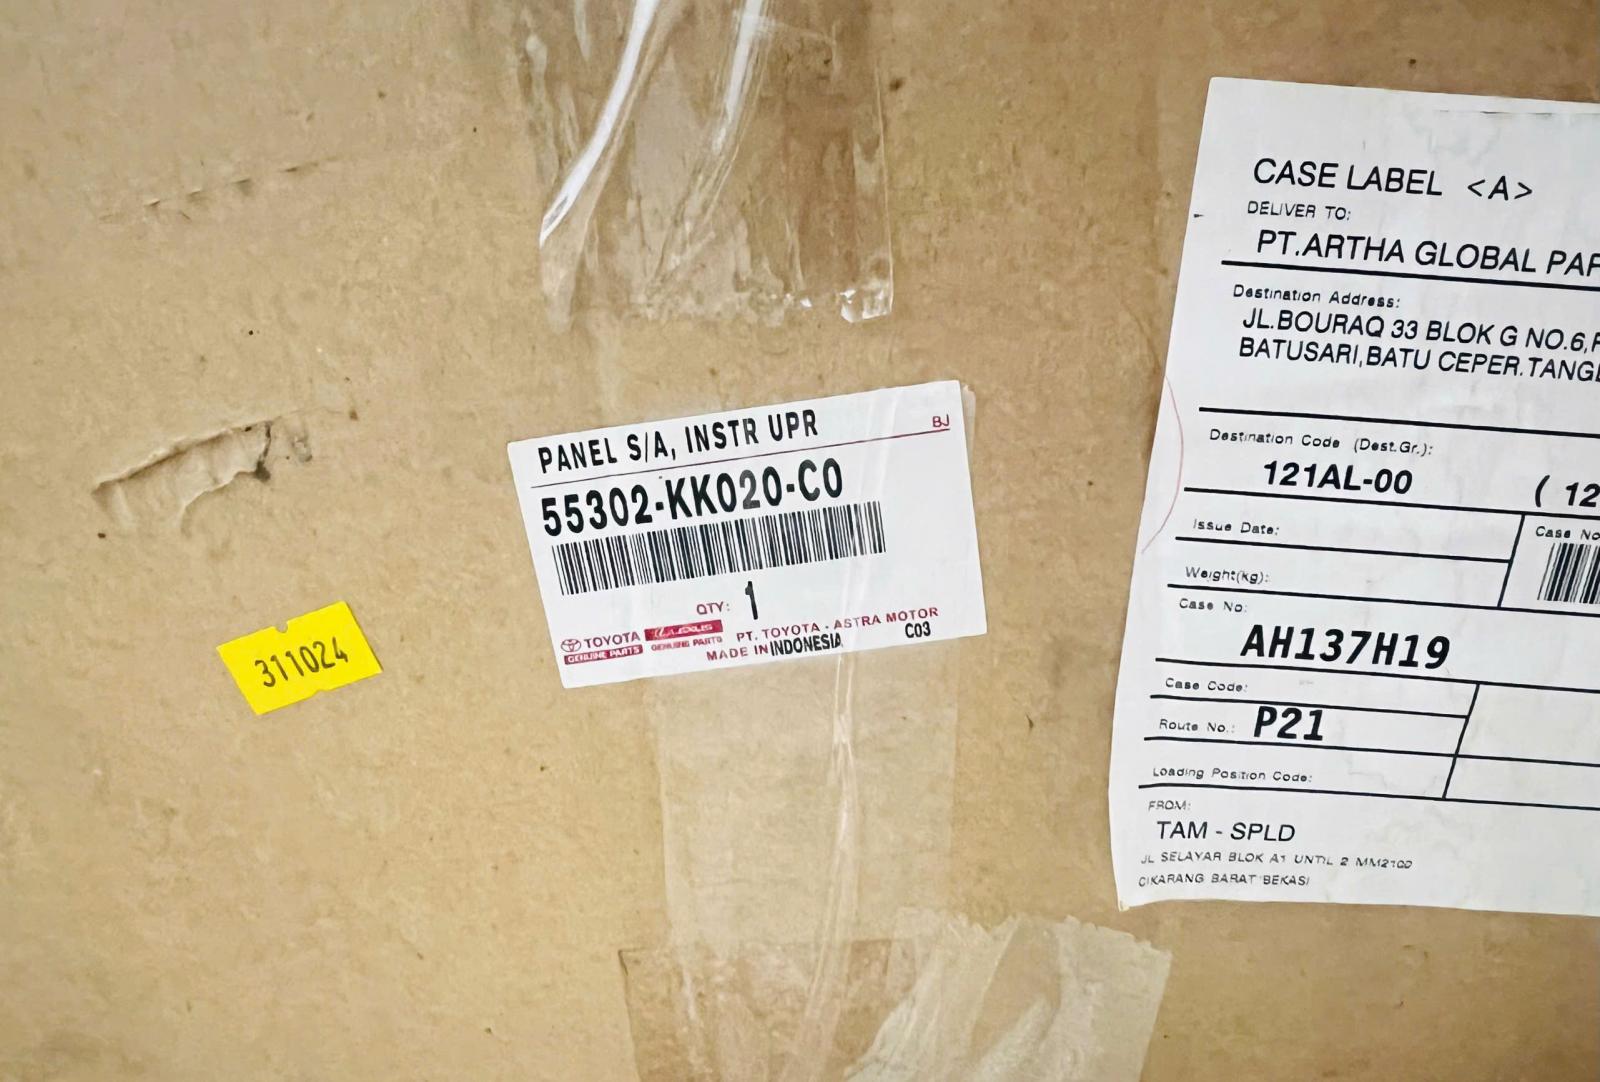 PANEL S/A, INSTR UPR
BJ
55302-KK020-C0
QTY: 1
TOYOTA
GENUINE PARTS
LEXUS
GENUINE PARTS
PT. TOYOTA - ASTRA MOTOR
MADE IN INDONESIA
C03
311024
CASE LABEL <A>
DELIVER TO:
PT.ARTHA GLOBAL
Destination Address:
JL.BOURAQ 33 BLOK G NO.6,
BATUSARI,BATU CEPER.TANG
Destination Code (Dest.Gr.):
121AL-00 ( 12
Issue Date:
Case No
Weight(kg):
Case No:
AH137H19
Case Code:
Route No.: P21
Loading Position Code:
FROM:
TAM - SPLD
JL SELAYAR BLOK A1 UNTIL 2 MM2100
CIKARANG BARAT BEKASI